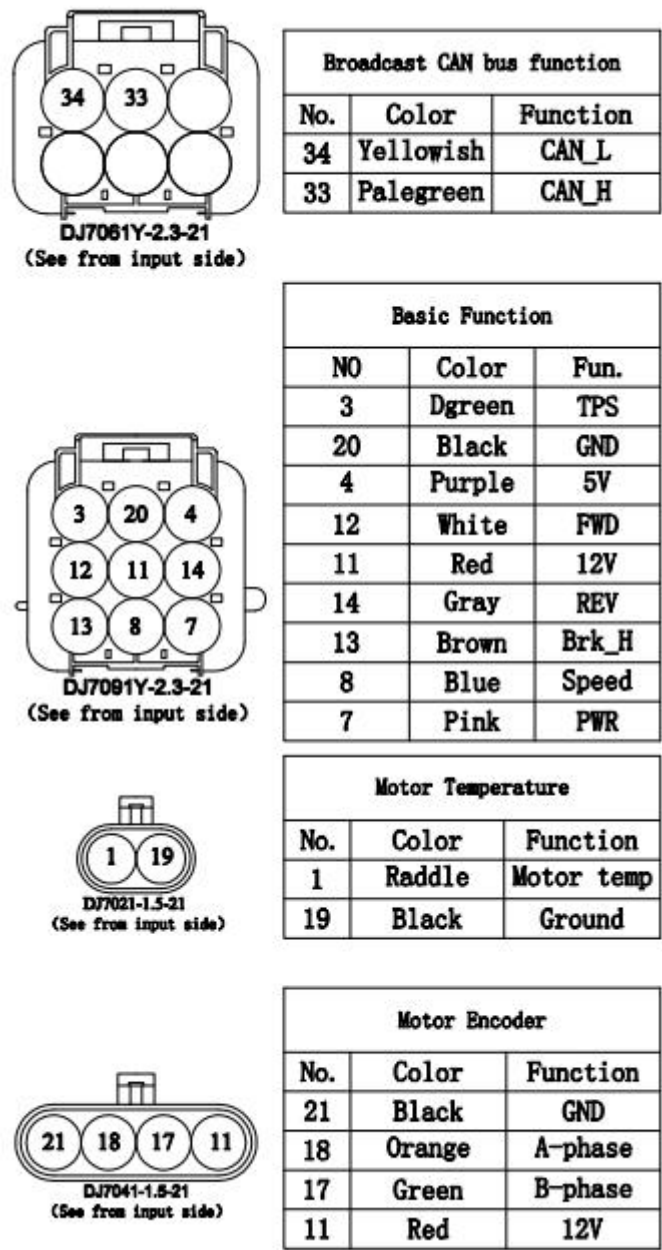 34 33
DJ7061Y-2.3-21
(See from input side)
Broadcast CAN bus function
No. Color Function
34 Yellowish CAN_L
33 Palegreen CAN_H
3 20 4
12 11 14
13 8 7
DJ7091Y-2.3-21
(See from input side)
Basic Function
NO Color Fun.
3 Dgreen TPS
20 Black GND
4 Purple 5V
12 White FWD
11 Red 12V
14 Gray REV
13 Brown Brk_H
8 Blue Speed
7 Pink PWR
1 19
DJ7021-1.5-21
(See from input side)
Motor Temperature
No. Color Function
1 Raddle Motor temp
19 Black Ground
21 18 17 11
DJ7041-1.5-21
(See from input side)
Motor Encoder
No. Color Function
21 Black GND
18 Orange A-phase
17 Green B-phase
11 Red 12V